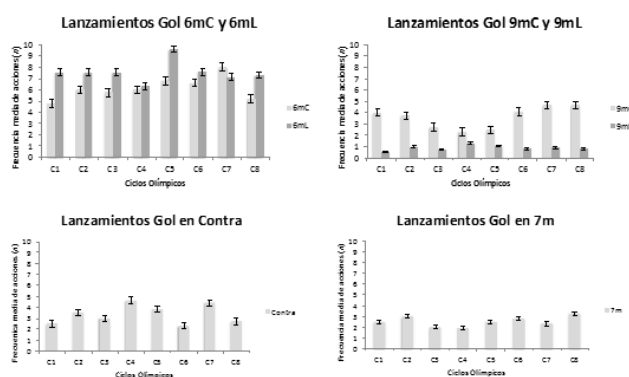 Lanzamientos Gol 6mC y 6mL
Frecuencia media de acciones (n)
10
9
8
7
6
5
4
3
2
1
0
C1 C2 C3 C4 C5 C6 C7 C8
Ciclos Olímpicos
6mC
6mL
Lanzamientos Gol 9mC y 9mL
Frecuencia media de acciones (n)
10
9
8
7
6
5
4
3
2
1
0
C1 C2 C3 C4 C5 C6 C7 C8
Ciclos Olímpicos
9m
9m
Lanzamientos Gol en Contra
Frecuencia media de acciones (n)
10
9
8
7
6
5
4
3
2
1
0
C1 C2 C3 C4 C5 C6 C7 C8
Ciclos Olímpicos
Contra
Lanzamientos Gol en 7m
Frecuencia media de acciones (n)
10
9
8
7
6
5
4
3
2
1
0
C1 C2 C3 C4 C5 C6 C7 C8
Ciclos Olímpicos
7m